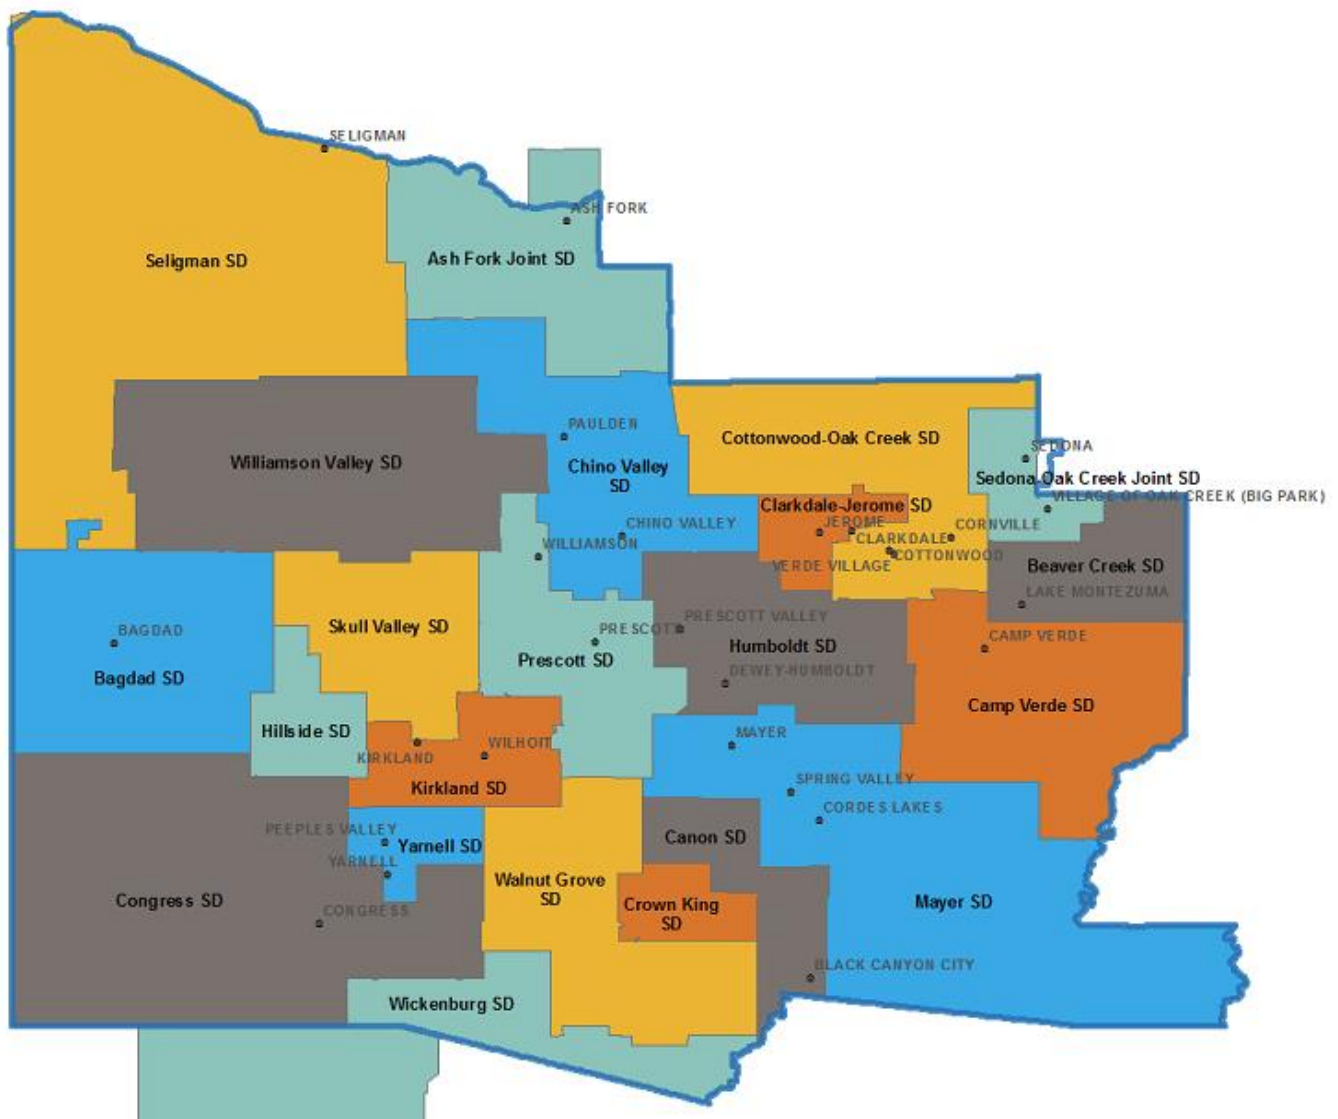 SELIGMAN
ASH FORK
Seligman SD
Ash Fork Joint SD
PAULDEN
Cottonwood-Oak Creek SD
SEDONA
Williamson Valley SD
Chino Valley
SD
Sedona-Oak Creek Joint SD
VILLAGE OF OAK CREEK (BIG PARK)
Clarkdale-Jerome SD
CHINO VALLEY
JEROME
CORNVILLE
WILLIAMSON
CLARKDALE
COTTONWOOD
VERDE VILLAGE
Beaver Creek SD
LAKE MONTEZUMA
BAGDAD
Skull Valley SD
PRESCOTT
PRESCOTT VALLEY
CAMP VERDE
Humboldt SD
Prescott SD
DEWEY-HUMBOLDT
Bagdad SD
Camp Verde SD
Hillside SD
MAYER
WILHOIT
KIRKLAND
Kirkland SD
SPRING VALLEY
CORDES LAKES
PEEPLES VALLEY
Yarnell SD
Canon SD
YARNELL
Walnut Grove
SD
Congress SD
CONGRESS
Crown King
SD
Mayer SD
BLACK CANYON CITY
Wickenburg SD